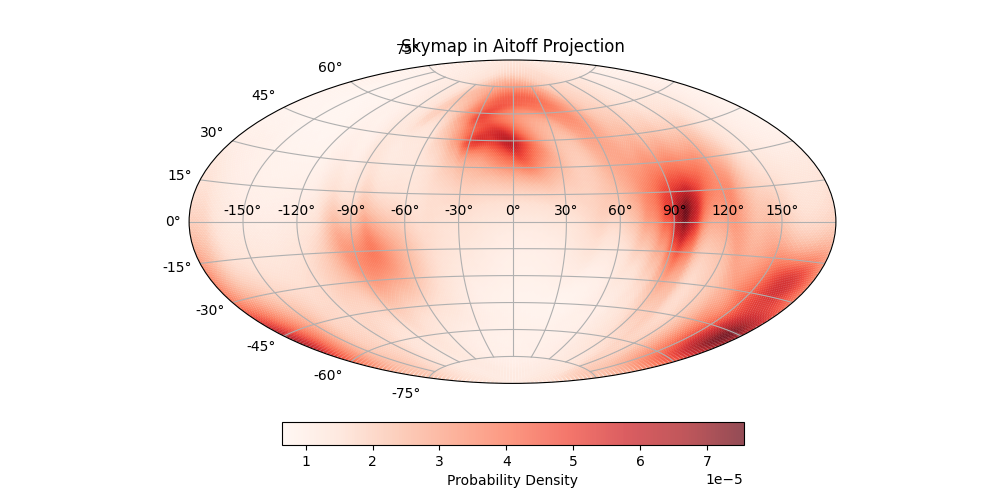 75°
Skymap in Aitoff Projection
60°
45°
30°
15°
-150° -120° -90° -60° -30° 0° 30° 60° 90° 120° 150°
0°
-15°
-30°
-45°
-60°
-75°
1 2 3 4 5 6 7
1e−5
Probability Density